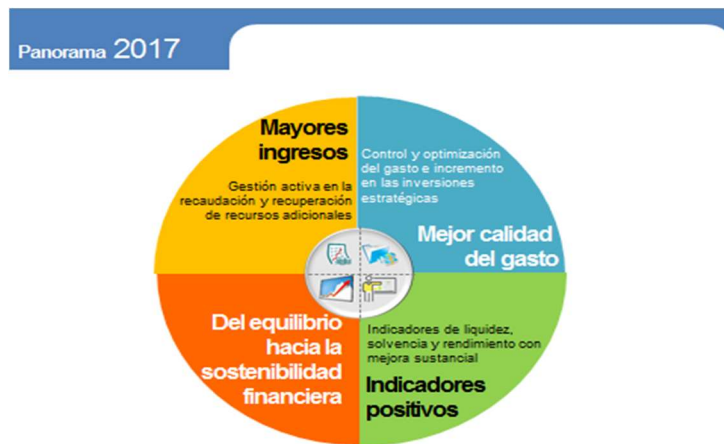 Panorama 2017
Mayores
ingresos
Gestión activa en la
recaudación y recuperación
de recursos adicionales
Control y optimización
del gasto e incremento
en las inversiones
estratégicas
Mejor calidad
del gasto
Del equilibrio
hacia la
sostenibilidad
financiera
Indicadores de liquidez,
solvencia y rendimiento con
mejora sustancial
Indicadores
positivos